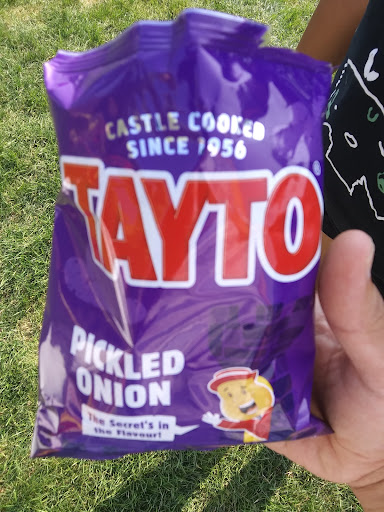 CASTLE COOKED
SINCE 1956
TAYTO®
PICKLED
ONION
The Secret's in
the Flavour!